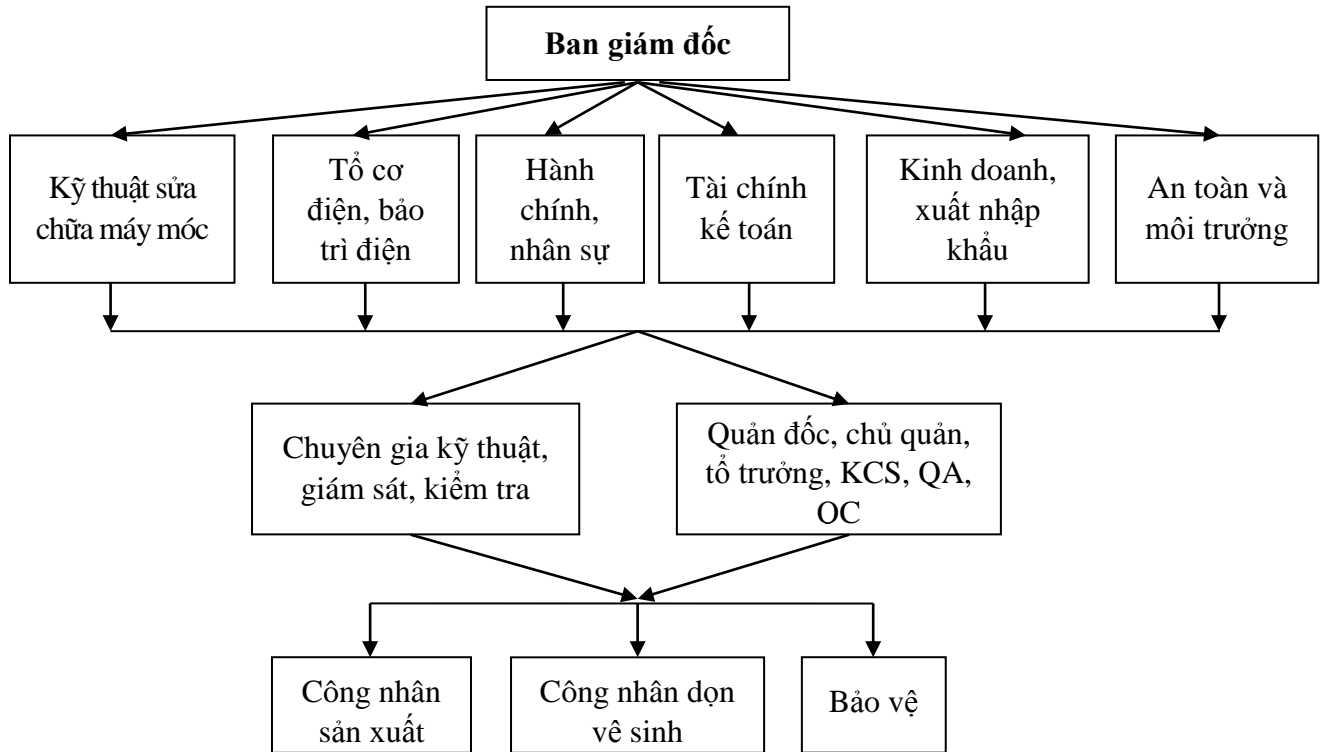 Ban giám đốc
Kỹ thuật sửa
chữa máy móc
Tổ cơ
điện, bảo
trì điện
Hành
chính,
nhân sự
Tài chính
kế toán
Kinh doanh,
xuất nhập
khẩu
An toàn và
môi trưởng
Chuyên gia kỹ thuật,
giám sát, kiểm tra
Quản đốc, chủ quản,
tổ trưởng, KCS, QA,
OC
Công nhân
sản xuất
Công nhân dọn
vê sinh
Bảo vệ